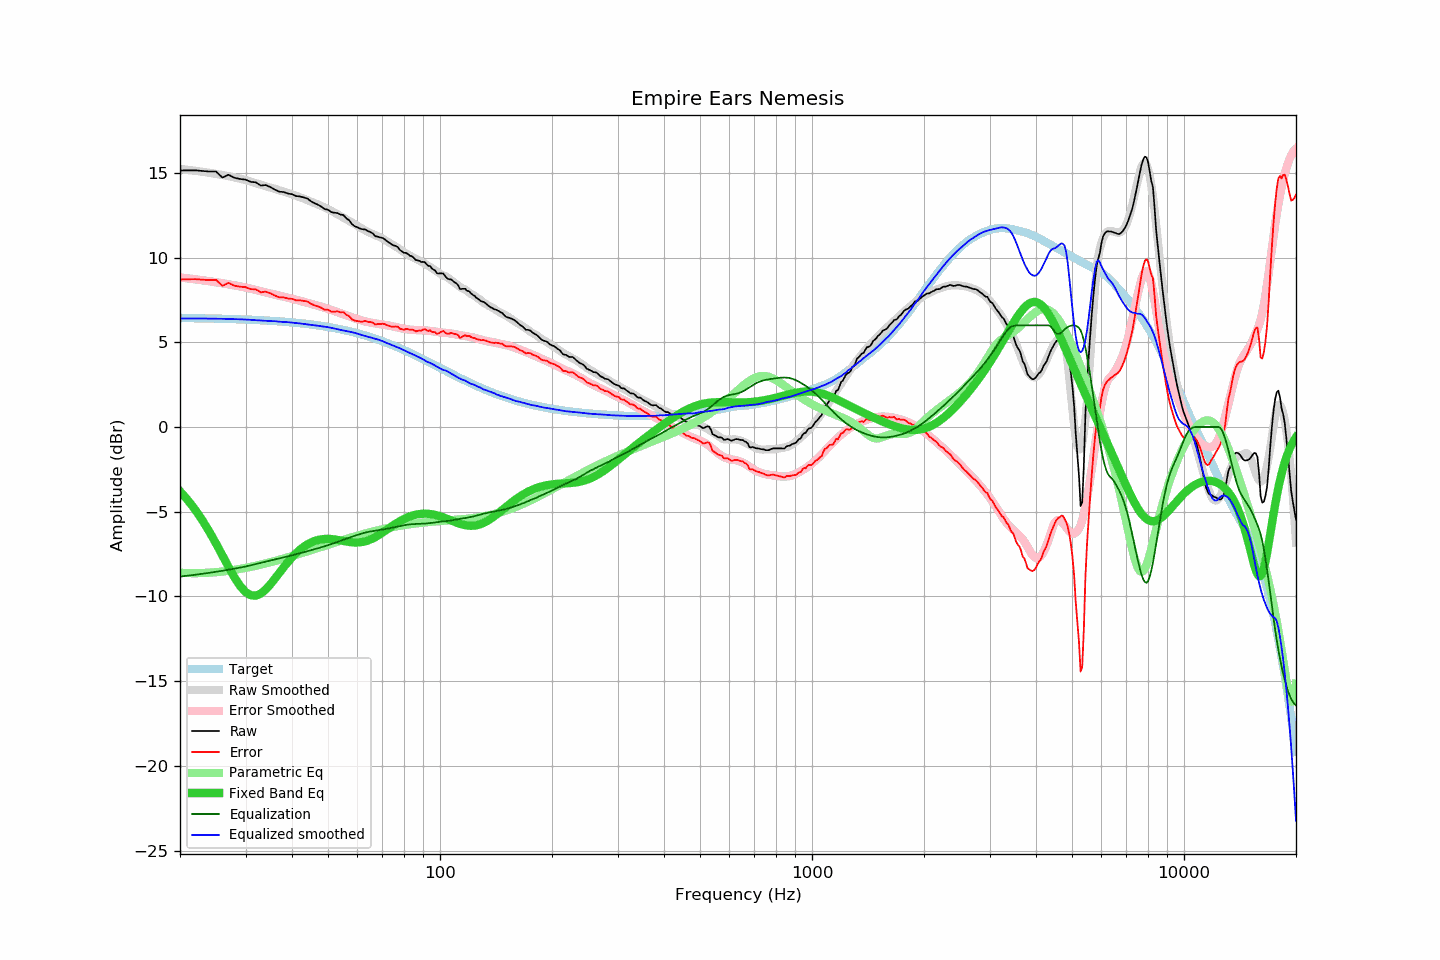 Empire Ears Nemesis
Amplitude (dBr)
15
10
5
0
−5
−10
−15
−20
−25
Target
Raw Smoothed
Error Smoothed
Raw
Error
Parametric Eq
Fixed Band Eq
Equalization
Equalized smoothed
100
1000
10000
Frequency (Hz)